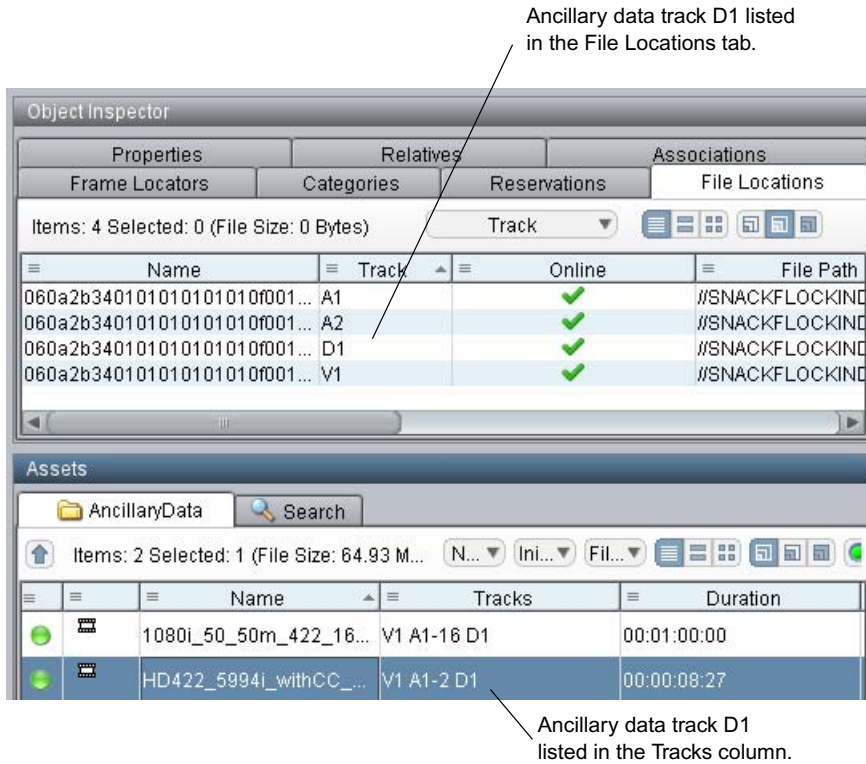 Ancillary data track D1 listed
in the File Locations tab.
Object Inspector
Properties Relatives Associations
Frame Locators Categories Reservations File Locations
Items: 4 Selected: 0 (File Size: 0 Bytes) Track
Name Track Online File Path
060a2b340101010101010f001... A1 //SNACKFLOCKIND
060a2b340101010101010f001... A2 //SNACKFLOCKIND
060a2b340101010101010f001... D1 //SNACKFLOCKIND
060a2b340101010101010f001... V1 //SNACKFLOCKIND
Assets
AncillaryData Search
Items: 2 Selected: 1 (File Size: 64.93 M... N... Ini... Fil...
Name Tracks Duration
1080i_50_50m_422_16... V1 A1-16 D1 00:01:00:00
HD422_5994i_withCC_... V1 A1-2 D1 00:00:08:27
Ancillary data track D1
listed in the Tracks column.